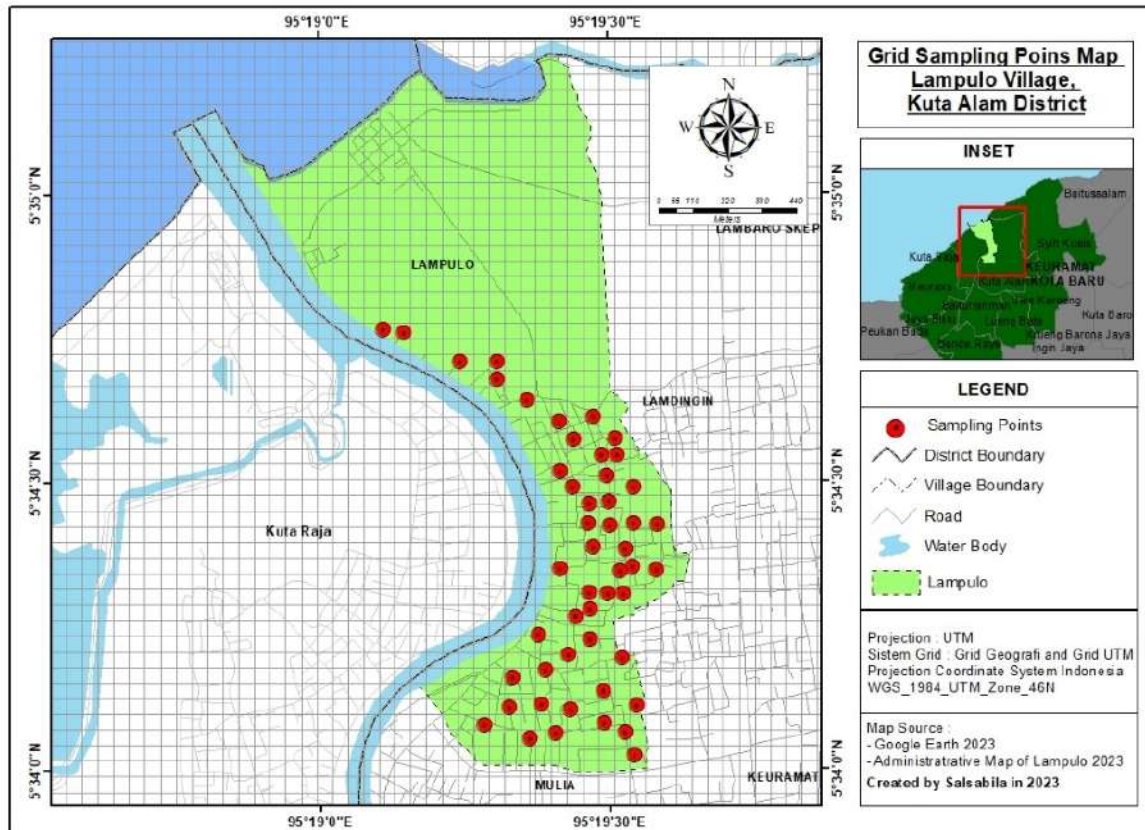 95°19'0"E
95°19'30"E
5°35'0"N
5°34'30"N
5°34'0"N
5°35'0"N
5°34'30"N
5°34'0"N
95°19'0"E
95°19'30"E
N
W
E
S
Meters
LAMBARO SKEP
LAMPULO
LAMDINGIN
Kuta Raja
MULIA
KEURAMAT
Grid Sampling Poins Map
Lampulo Village,
Kuta Alam District
INSET
Baitussalam
Kuta Raja
KEURAMAT
KOTA BARU
Kuta Baro
Peukan Bada
Ingin Jaya
LEGEND
Sampling Points
District Boundary
Village Boundary
Road
Water Body
Lampulo
Projection : UTM
Sistem Grid : Grid Geografi and Grid UTM
Projection Coordinate System Indonesia
WGS_1984_UTM_Zone_46N
Map Source :
- Google Earth 2023
- Administratrative Map of Lampulo 2023
Created by Salsabila in 2023